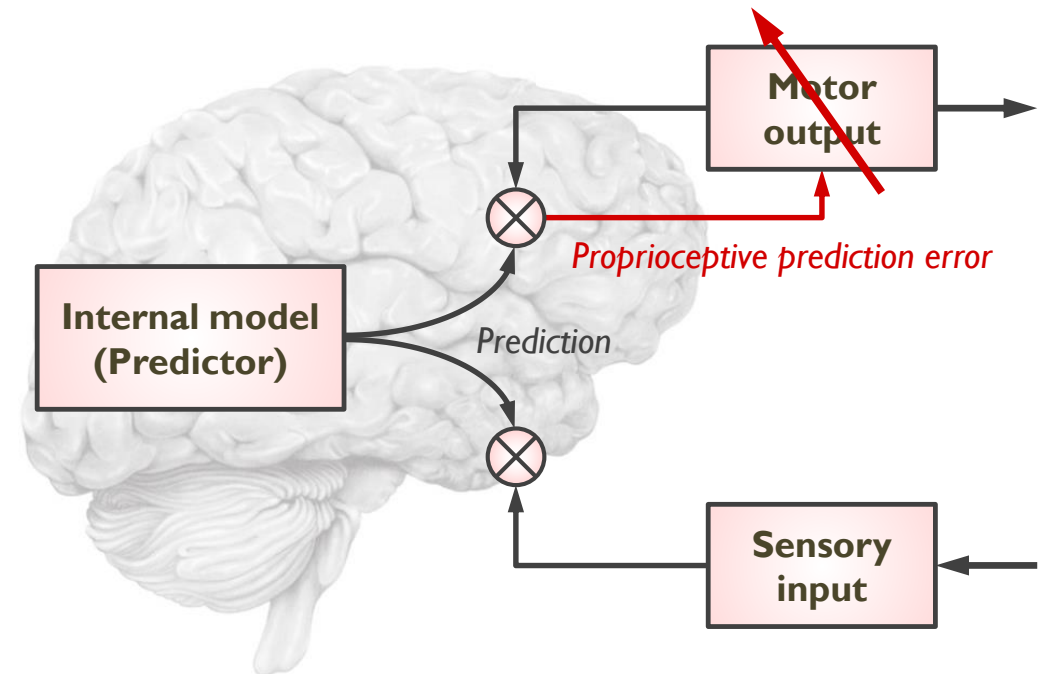 Motor
output
Proprioceptive prediction error
Internal model
(Predictor)
Prediction
Sensory
input